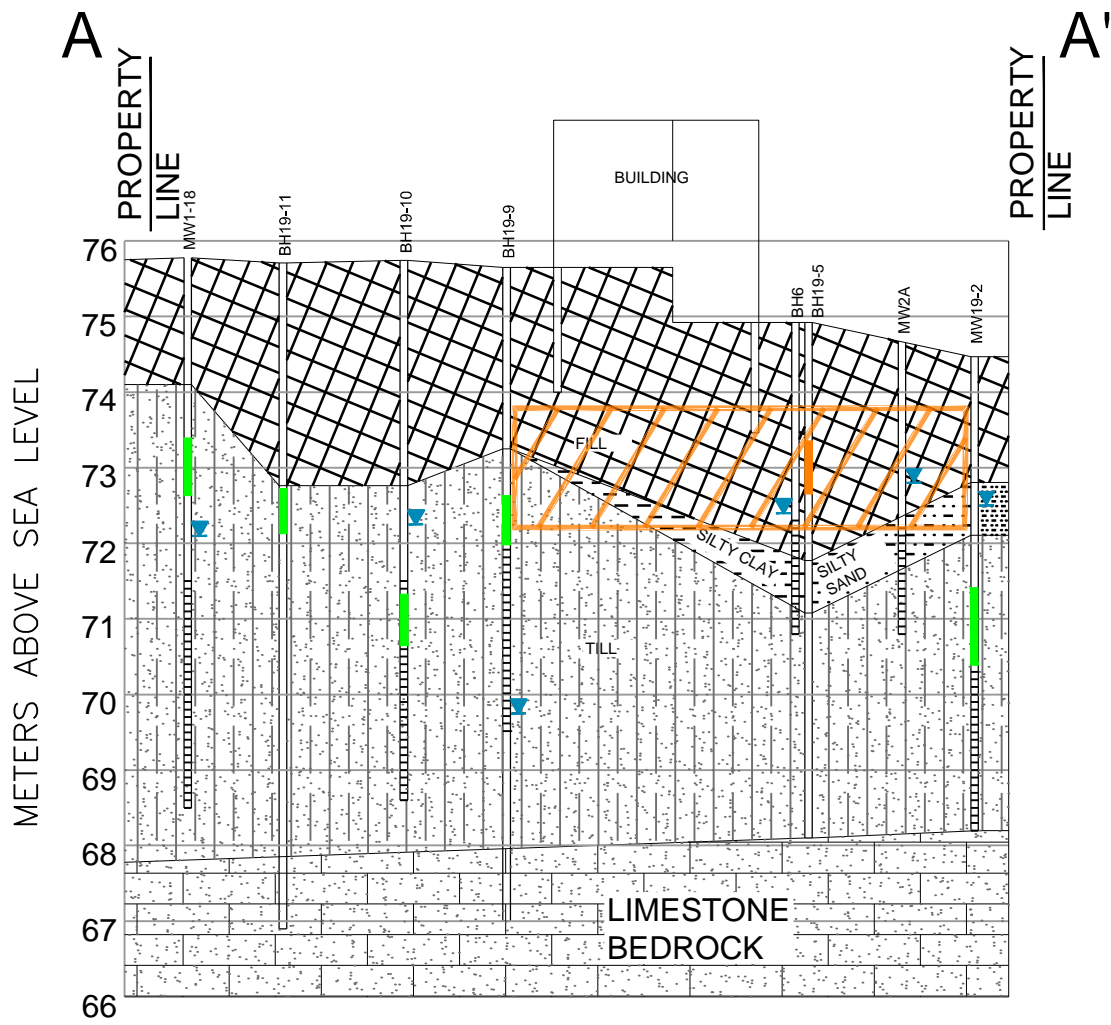 A
A'
PROPERTY
LINE
PROPERTY
LINE
BUILDING
MW1-18
BH19-11
BH19-10
BH19-9
BH6
BH19-5
MW2A
MW19-2
METERS ABOVE SEA LEVEL
76
75
74
73
72
71
70
69
68
67
66
FILL
SILTY CLAY
SILTY
SAND
TILL
LIMESTONE
BEDROCK